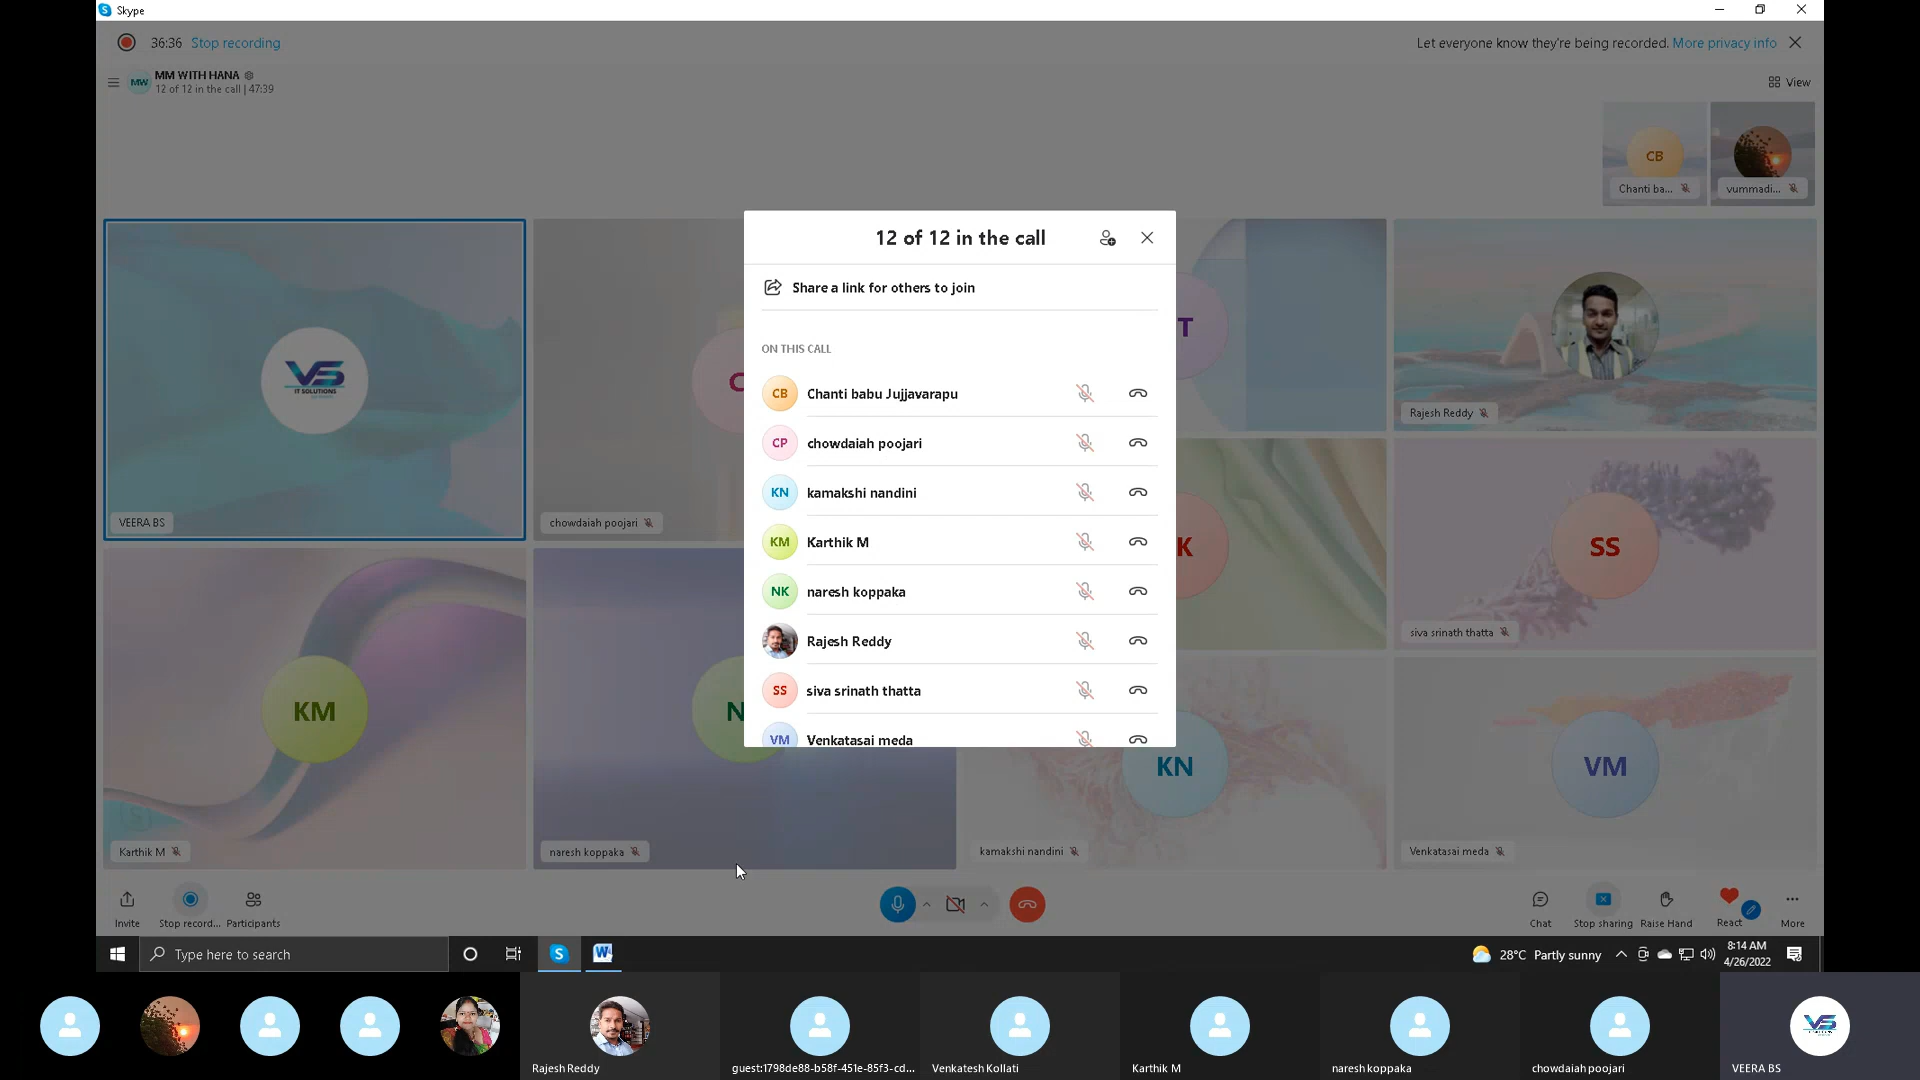 Skype
36:36 Stop recording
Let everyone know they're being recorded. More privacy info
MW
MM WITH HANA
12 of 12 in the call | 47:39
View
CB
Chanti ba...
vummadi...
12 of 12 in the call
Share a link for others to join
ON THIS CALL
CB Chanti babu Jujjavarapu
CP chowdaiah poojari
KN kamakshi nandini
KM Karthik M
NK naresh koppaka
Rajesh Reddy
SS siva srinath thatta
VM Venkatasai meda
VS
IT SOLUTIONS
VEERA BS
C
chowdaiah poojari
T
Rajesh Reddy
K
SS
siva srinath thatta
KM
Karthik M
N
naresh koppaka
KN
kamakshi nandini
VM
Venkatasai meda
Invite
Stop record...
Participants
Chat
Stop sharing
Raise Hand
React
More
Type here to search
S
W
28°C Partly sunny
8:14 AM
4/26/2022
Rajesh Reddy
guest:1798de88-b58f-451e-85f3-cd...
Venkatesh Kollati
Karthik M
naresh koppaka
chowdaiah poojari
VS
VEERA BS